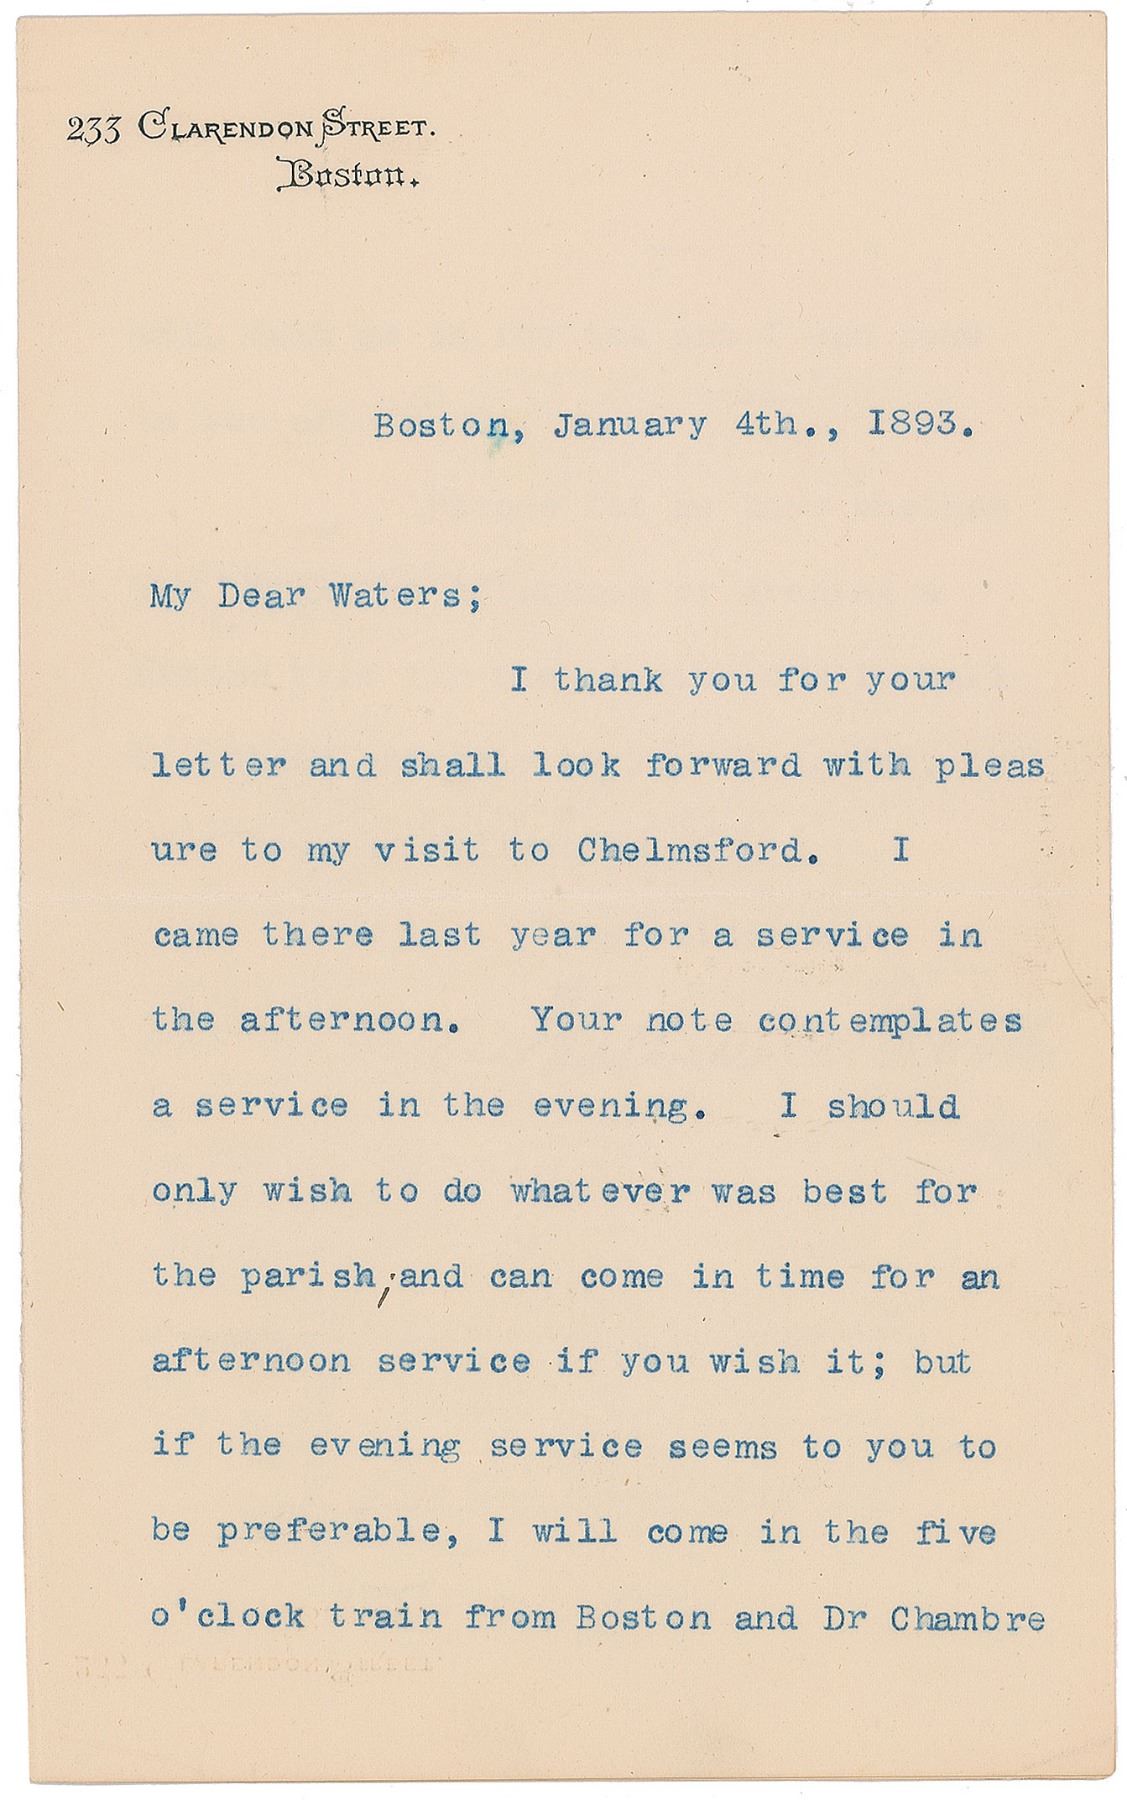 233 Clarendon Street.
Boston.
Boston, January 4th., I893.
My Dear Waters;
I thank you for your
letter and shall look forward with pleas
ure to my visit to Chelmsford. I
came there last year for a service in
the afternoon. Your note contemplates
a service in the evening. I should
only wish to do whatever was best for
the parish, and can come in time for an
afternoon service if you wish it; but
if the evening service seems to you to
be preferable, I will come in the five
o'clock train from Boston and Dr Chambre